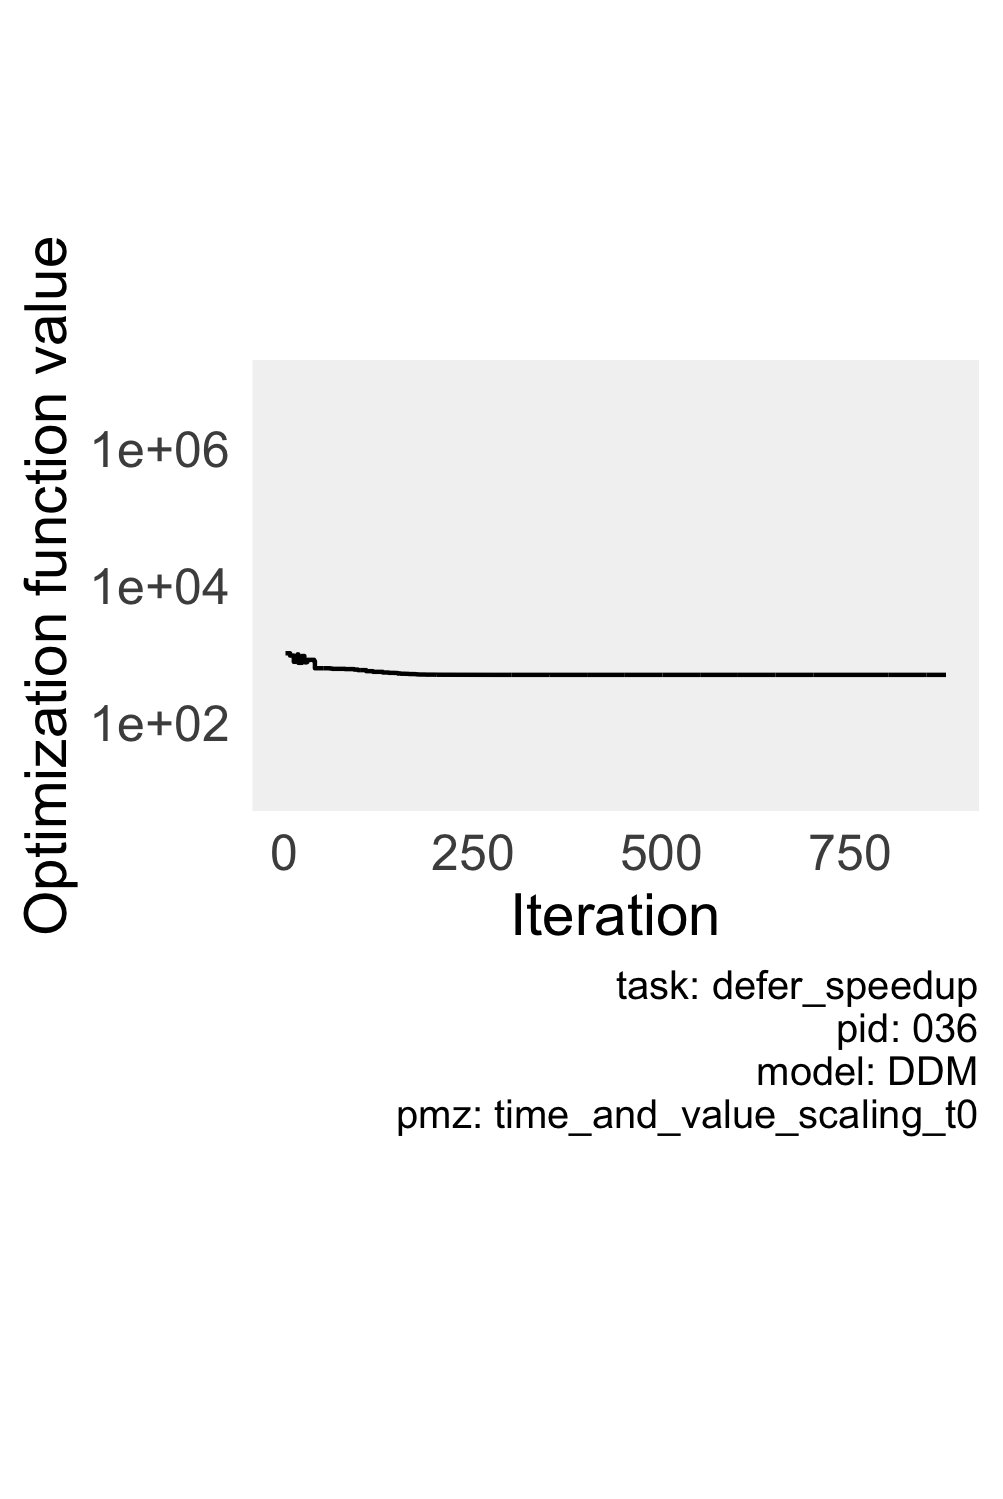 Optimization function value
1e+06
1e+04
1e+02
0 250 500 750
Iteration
task: defer_speedup
pid: 036
model: DDM
pmz: time_and_value_scaling_t0